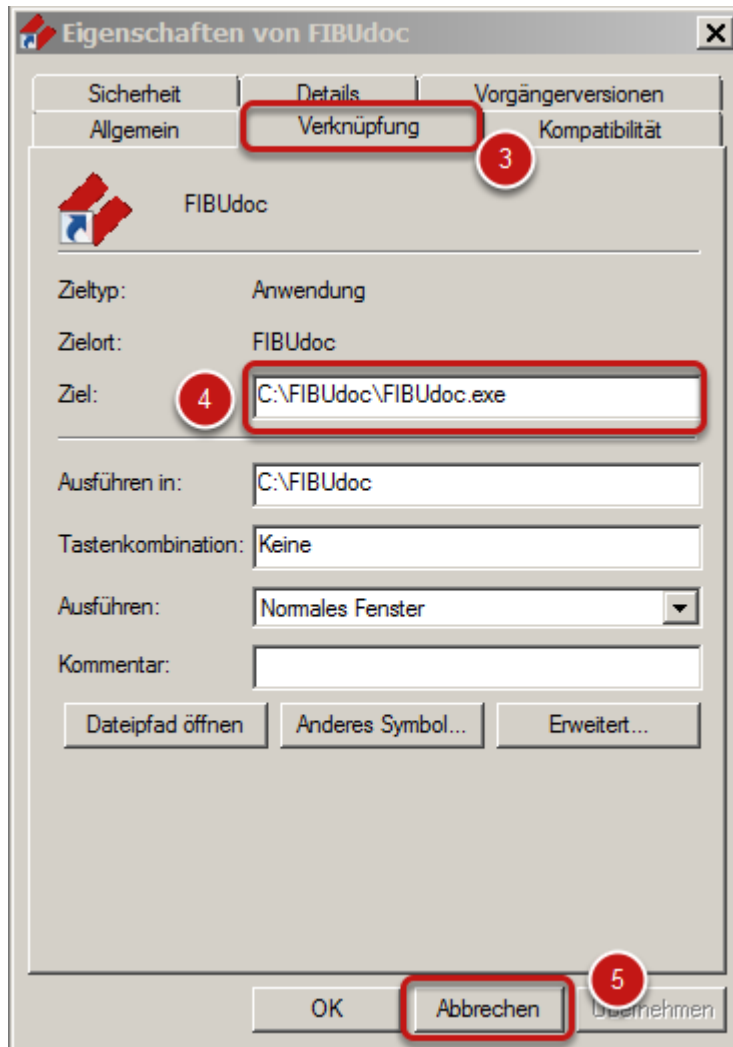 Eigenschaften von FIBUdoc
Sicherheit Details Vorgängerversionen
Allgemein Verknüpfung Kompatibilität
3
FIBUdoc
Zieltyp: Anwendung
Zielort: FIBUdoc
Ziel: 4 C:\FIBUdoc\FIBUdoc.exe
Ausführen in: C:\FIBUdoc
Tastenkombination: Keine
Ausführen: Normales Fenster
Kommentar:
Dateipfad öffnen Anderes Symbol... Erweitert...
5
OK Abbrechen Übernehmen